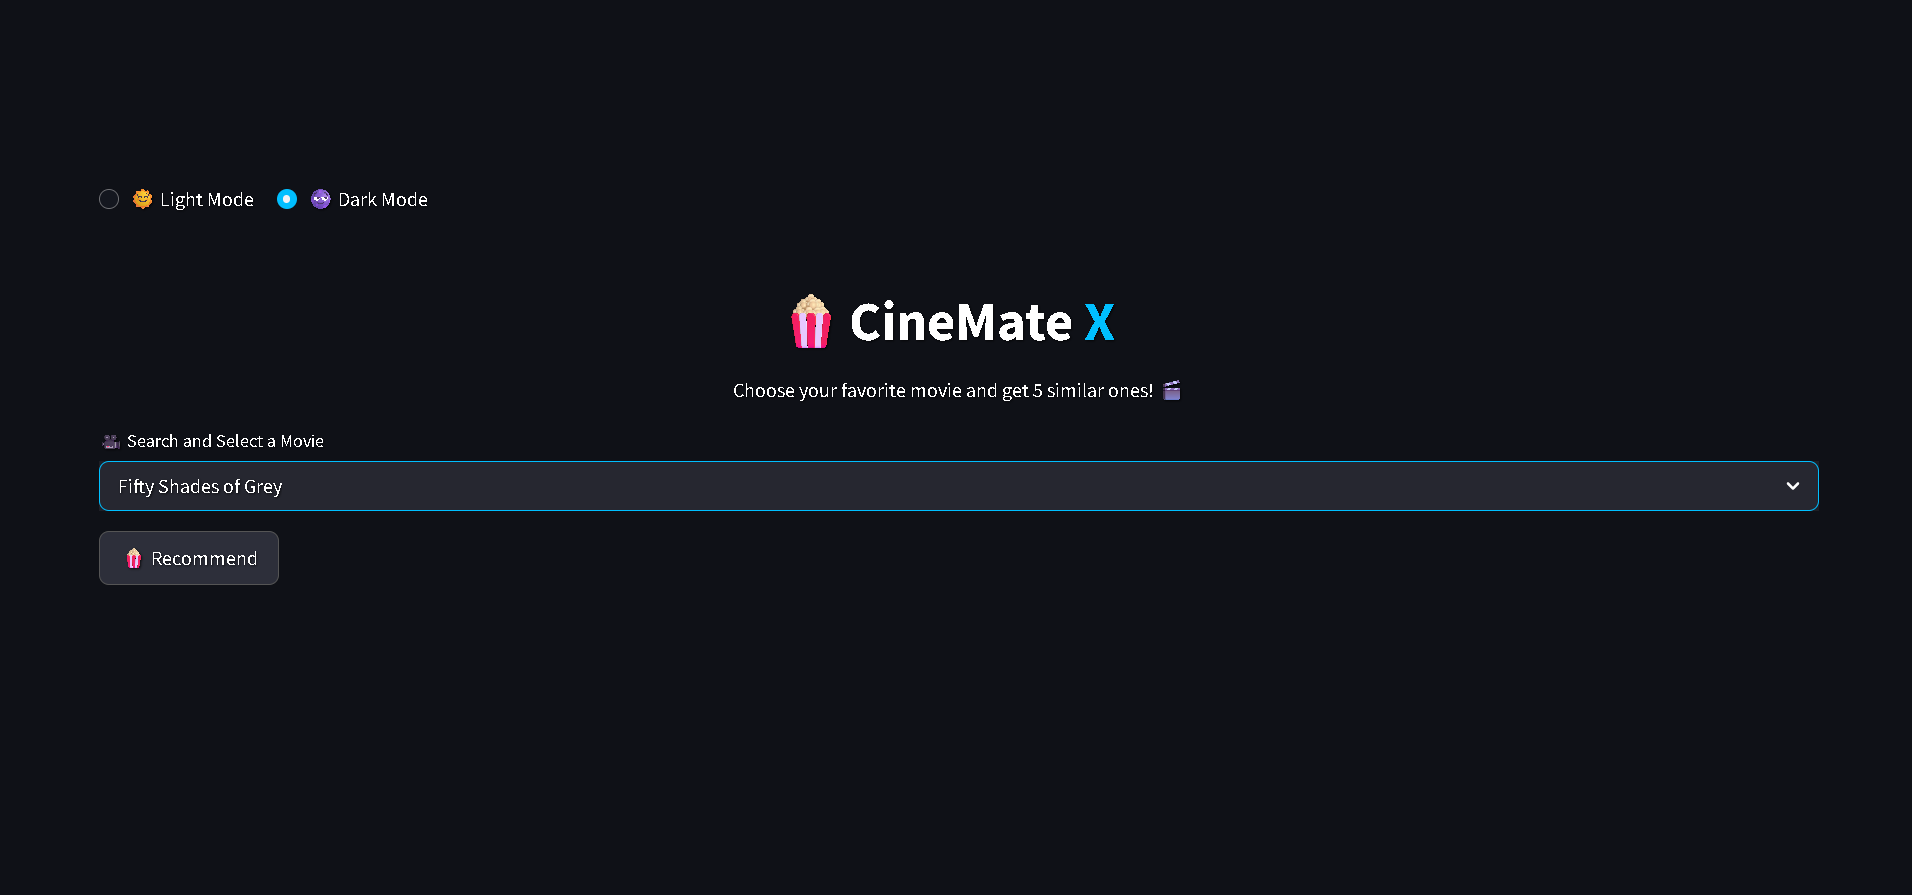 Light Mode Dark Mode
CineMate X
Choose your favorite movie and get 5 similar ones!
Search and Select a Movie
Fifty Shades of Grey
Recommend